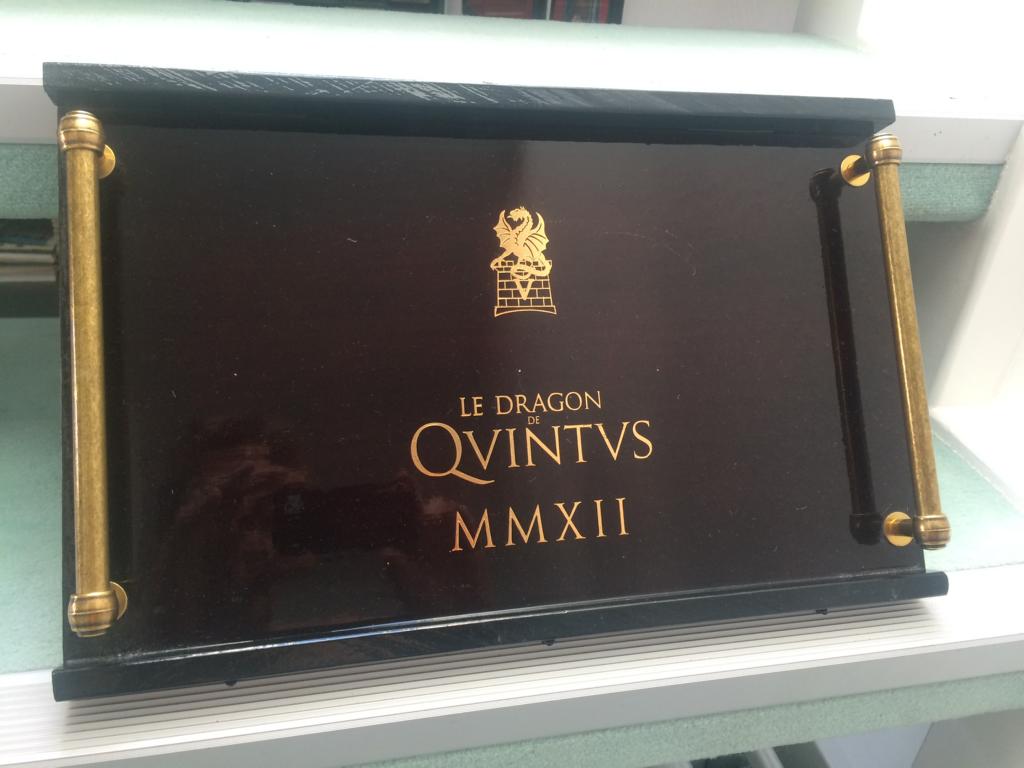 LE DRAGON
DE
QVINTVS
MMXII